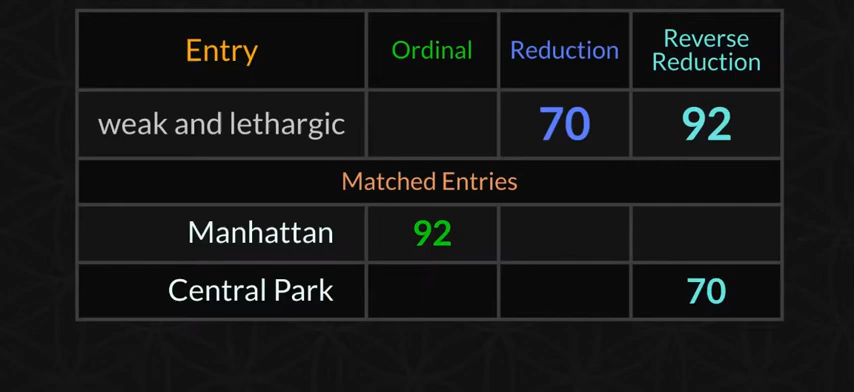 Entry Ordinal Reduction Reverse Reduction
weak and lethargic 70 92
Matched Entries
Manhattan 92
Central Park 70